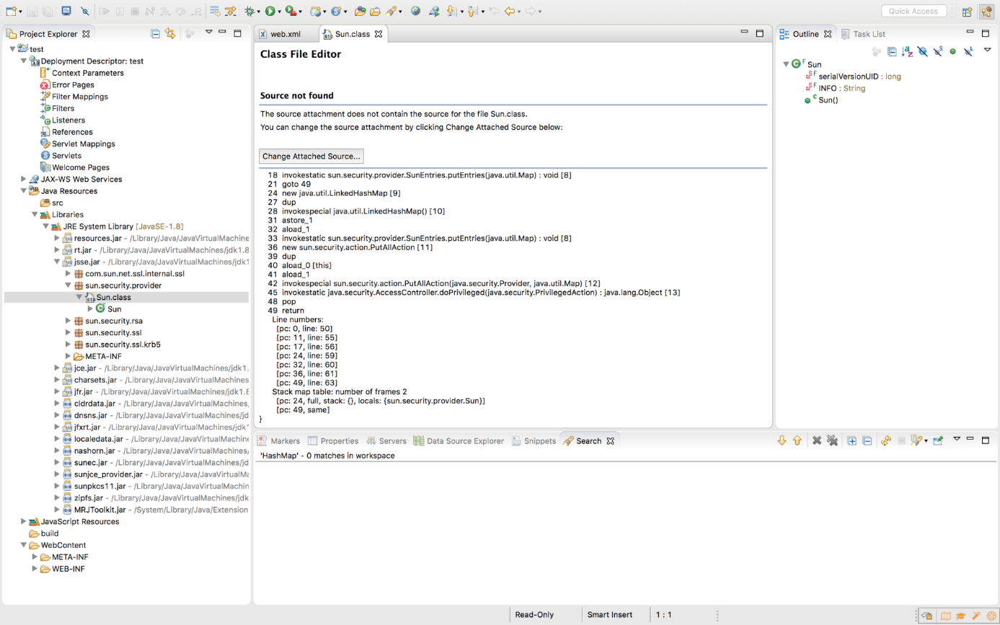 Quick Access
Project Explorer
test
Deployment Descriptor: test
Context Parameters
Error Pages
Filter Mappings
Filters
Listeners
References
Servlet Mappings
Servlets
Welcome Pages
JAX-WS Web Services
Java Resources
src
Libraries
JRE System Library [JavaSE-1.8]
resources.jar - /Library/Java/JavaVirtualMachine
rt.jar - /Library/Java/JavaVirtualMachines/jdk1.8
jsse.jar - /Library/Java/JavaVirtualMachines/jdk1
com.sun.net.ssl.internal.ssl
sun.security.provider
Sun.class
Sun
sun.security.rsa
sun.security.ssl
sun.security.ssl.krb5
META-INF
jce.jar - /Library/Java/JavaVirtualMachines/jdk1.
charsets.jar - /Library/Java/JavaVirtualMachines
jfr.jar - /Library/Java/JavaVirtualMachines/jdk1.8
cldrdata.jar - /Library/Java/JavaVirtualMachines,
dnsns.jar - /Library/Java/JavaVirtualMachines/jd
jfxrt.jar - /Library/Java/JavaVirtualMachines/jdk1
localedata.jar - /Library/Java/JavaVirtualMachine
nashorn.jar - /Library/Java/JavaVirtualMachines/
sunec.jar - /Library/Java/JavaVirtualMachines/jd
sunjce_provider.jar - /Library/Java/JavaVirtualMa
sunpkcs11.jar - /Library/Java/JavaVirtualMachin
zipfs.jar - /Library/Java/JavaVirtualMachines/jdk
MRJToolkit.jar - /System/Library/Java/Extension
JavaScript Resources
build
WebContent
META-INF
WEB-INF
web.xml Sun.class
Class File Editor
Source not found
The source attachment does not contain the source for the file Sun.class.
You can change the source attachment by clicking Change Attached Source below:
Change Attached Source...
18 invokestatic sun.security.provider.SunEntries.putEntries(java.util.Map) : void [8]
21 goto 49
24 new java.util.LinkedHashMap [9]
27 dup
28 invokespecial java.util.LinkedHashMap() [10]
31 astore_1
32 aload_1
33 invokestatic sun.security.provider.SunEntries.putEntries(java.util.Map) : void [8]
36 new sun.security.action.PutAllAction [11]
39 dup
40 aload_0 [this]
41 aload_1
42 invokespecial sun.security.action.PutAllAction(java.security.Provider, java.util.Map) [12]
45 invokestatic java.security.AccessController.doPrivileged(java.security.PrivilegedAction) : java.lang.Object [13]
48 pop
49 return
Line numbers:
[pc: 0, line: 50]
[pc: 11, line: 55]
[pc: 17, line: 56]
[pc: 24, line: 59]
[pc: 32, line: 60]
[pc: 36, line: 61]
[pc: 49, line: 63]
Stack map table: number of frames 2
[pc: 24, full, stack: {}, locals: {sun.security.provider.Sun}]
[pc: 49, same]
}
Outline Task List
Sun
serialVersionUID : long
INFO : String
Sun()
Markers Properties Servers Data Source Explorer Snippets Search
'HashMap' - 0 matches in workspace
Read-Only Smart Insert 1 : 1